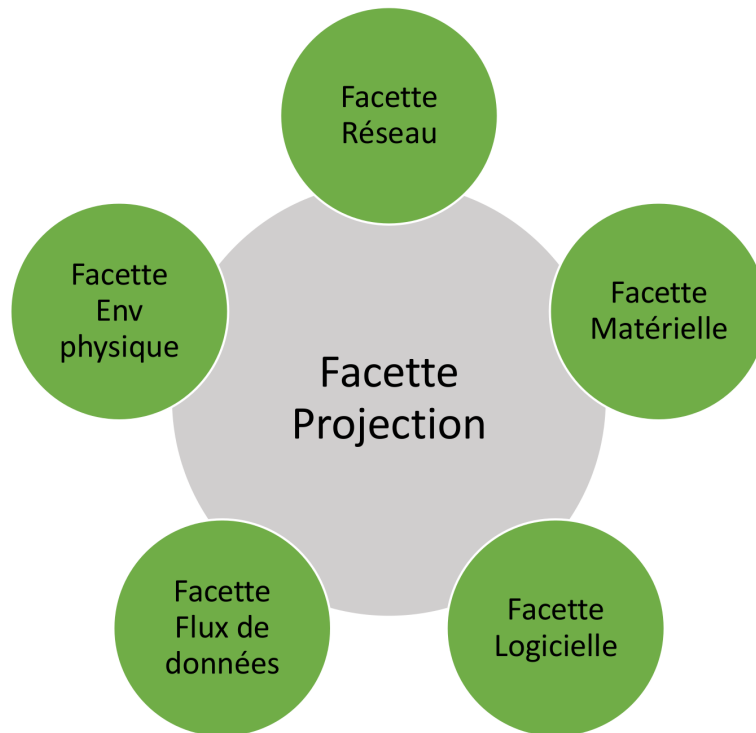 Facette
Réseau
Facette
Env
physique
Facette
Matérielle
Facette
Projection
Facette
Flux de
données
Facette
Logicielle